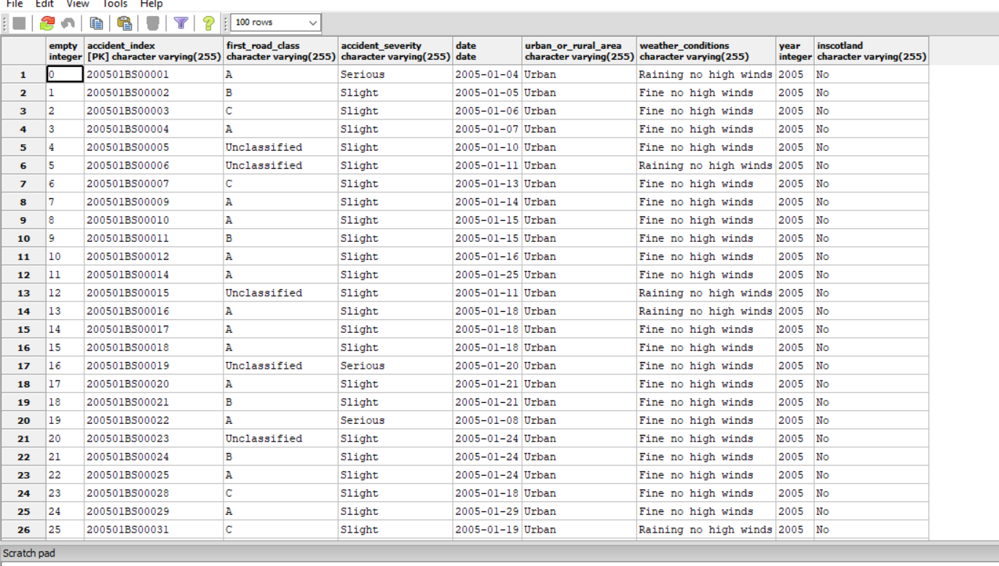 File Edit View Tools Help
100 rows
empty accident_index first_road_class accident_severity date urban_or_rural_area weather_conditions year inscotland
integer [PK] character varying(255) character varying(255) character varying(255) date character varying(255) character varying(255) integer character varying(255)
1 0 200501BS00001 A Serious 2005-01-04 Urban Raining no high winds 2005 No
2 1 200501BS00002 B Slight 2005-01-05 Urban Fine no high winds 2005 No
3 2 200501BS00003 C Slight 2005-01-06 Urban Fine no high winds 2005 No
4 3 200501BS00004 A Slight 2005-01-07 Urban Fine no high winds 2005 No
5 4 200501BS00005 Unclassified Slight 2005-01-10 Urban Fine no high winds 2005 No
6 5 200501BS00006 Unclassified Slight 2005-01-11 Urban Raining no high winds 2005 No
7 6 200501BS00007 C Slight 2005-01-13 Urban Fine no high winds 2005 No
8 7 200501BS00009 A Slight 2005-01-14 Urban Fine no high winds 2005 No
9 8 200501BS00010 A Slight 2005-01-15 Urban Fine no high winds 2005 No
10 9 200501BS00011 B Slight 2005-01-15 Urban Fine no high winds 2005 No
11 10 200501BS00012 A Slight 2005-01-16 Urban Fine no high winds 2005 No
12 11 200501BS00014 A Slight 2005-01-25 Urban Fine no high winds 2005 No
13 12 200501BS00015 Unclassified Slight 2005-01-11 Urban Raining no high winds 2005 No
14 13 200501BS00016 A Slight 2005-01-18 Urban Raining no high winds 2005 No
15 14 200501BS00017 A Slight 2005-01-18 Urban Fine no high winds 2005 No
16 15 200501BS00018 A Slight 2005-01-18 Urban Fine no high winds 2005 No
17 16 200501BS00019 Unclassified Serious 2005-01-20 Urban Fine no high winds 2005 No
18 17 200501BS00020 A Slight 2005-01-21 Urban Fine no high winds 2005 No
19 18 200501BS00021 B Slight 2005-01-21 Urban Fine no high winds 2005 No
20 19 200501BS00022 A Serious 2005-01-08 Urban Fine no high winds 2005 No
21 20 200501BS00023 Unclassified Slight 2005-01-24 Urban Fine no high winds 2005 No
22 21 200501BS00024 B Slight 2005-01-24 Urban Fine no high winds 2005 No
23 22 200501BS00025 A Slight 2005-01-24 Urban Fine no high winds 2005 No
24 23 200501BS00028 C Slight 2005-01-18 Urban Fine no high winds 2005 No
25 24 200501BS00029 A Slight 2005-01-29 Urban Fine no high winds 2005 No
26 25 200501BS00031 C Slight 2005-01-19 Urban Raining no high winds 2005 No
Scratch pad